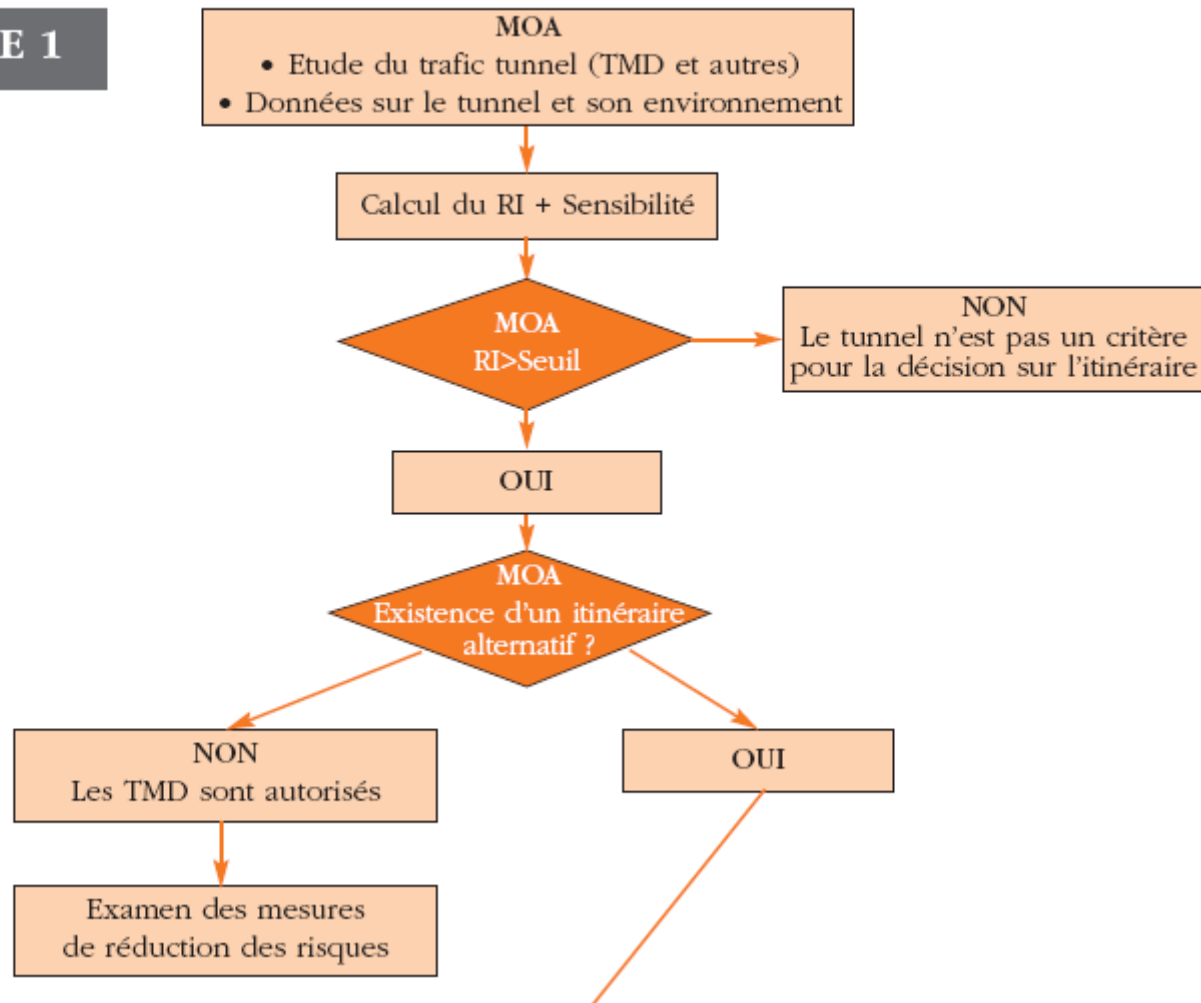 E 1
MOA
• Etude du trafic tunnel (TMD et autres)
• Données sur le tunnel et son environnement
Calcul du RI + Sensibilité
MOA
RI>Seuil
NON
Le tunnel n'est pas un critère
pour la décision sur l'itinéraire
OUI
MOA
Existence d'un itinéraire
alternatif ?
NON
Les TMD sont autorisés
OUI
Examen des mesures
de réduction des risques